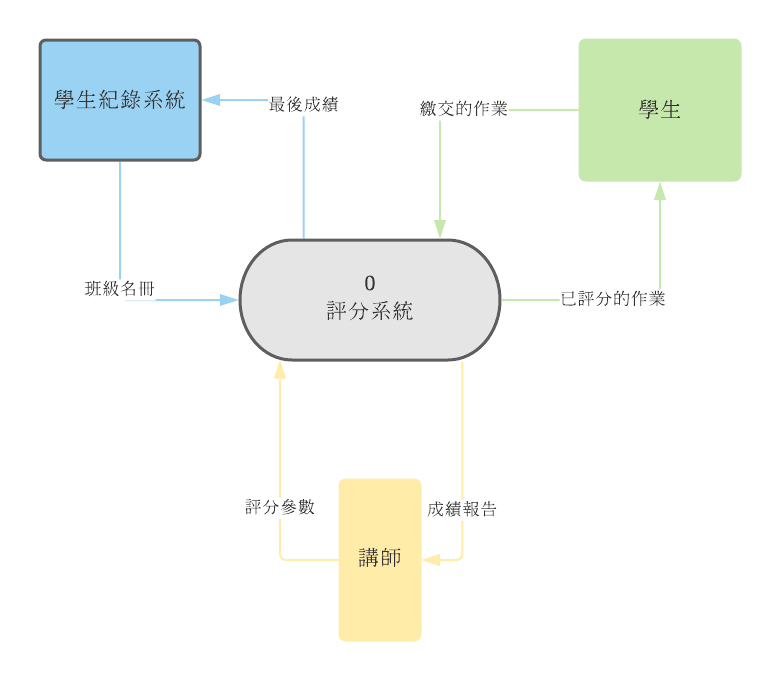 學生紀錄系統
最後成績
繳交的作業
學生
班級名冊
0
評分系統
已評分的作業
評分參數
成績報告
講師